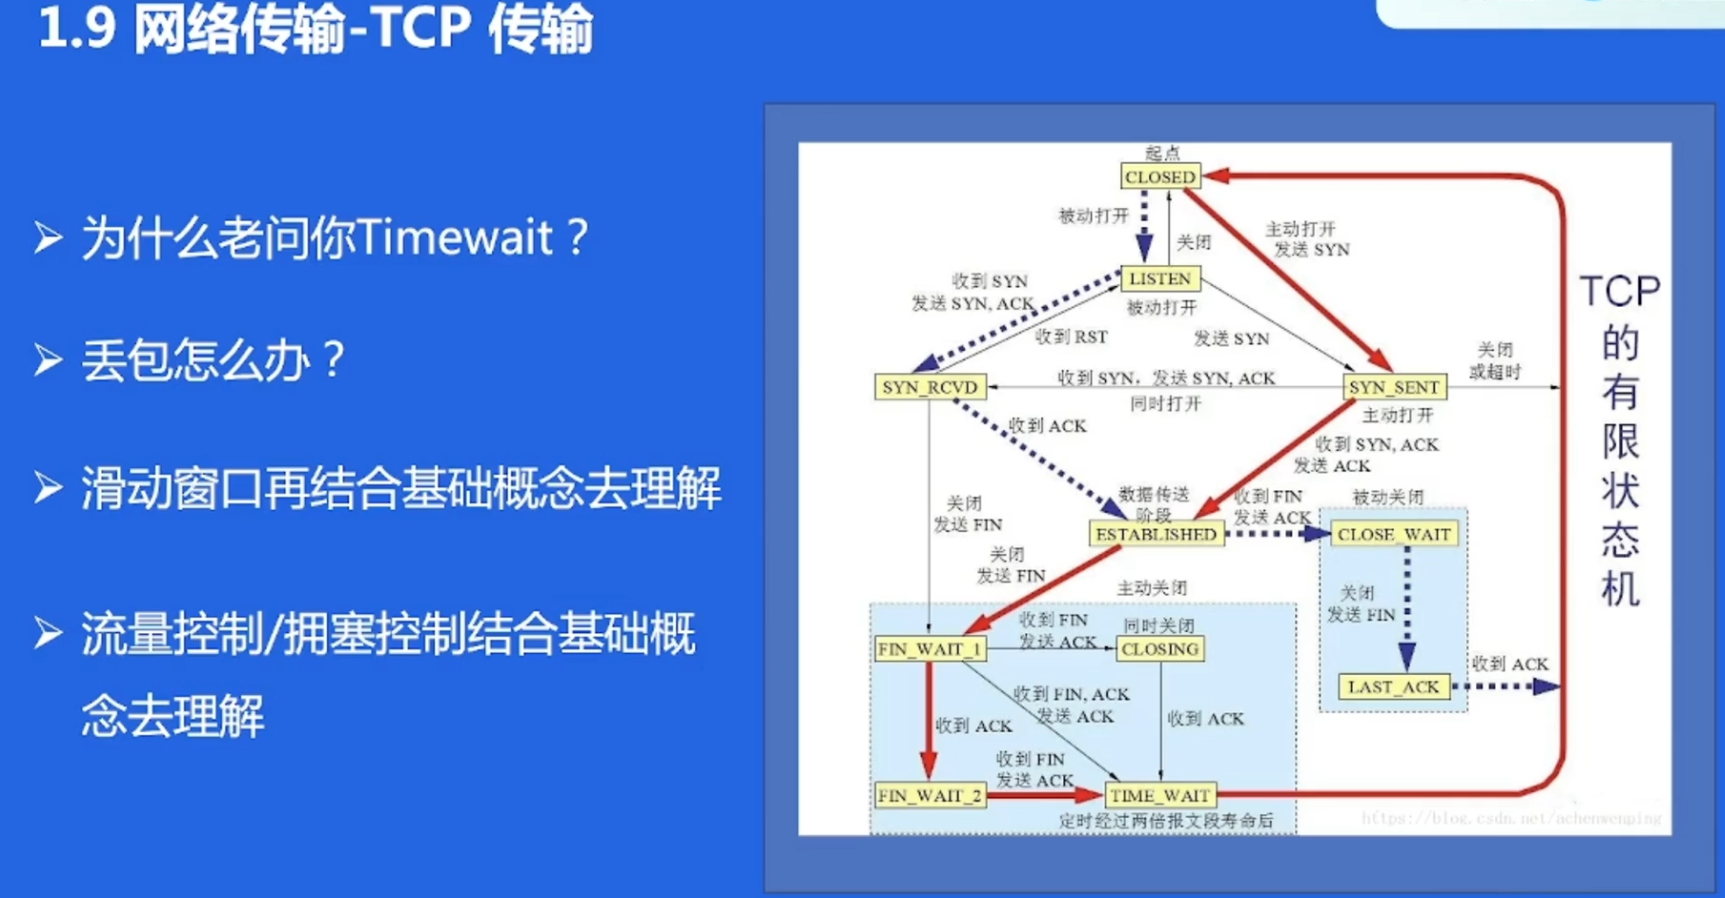 1.9 网络传输-TCP 传输
为什么老问你Timewait？
丢包怎么办？
滑动窗口再结合基础概念去理解
流量控制/拥塞控制结合基础概
念去理解
起点
CLOSED
被动打开
关闭
主动打开
发送 SYN
收到 SYN
发送 SYN, ACK
LISTEN
被动打开
收到 RST
发送 SYN
SYN_RCVD
收到 SYN，发送 SYN, ACK
同时打开
SYN_SENT
主动打开
关闭
或超时
收到 ACK
收到 SYN, ACK
发送 ACK
关闭
发送 FIN
数据传送
阶段
ESTABLISHED
收到 FIN
发送 ACK
被动关闭
CLOSE_WAIT
关闭
发送 FIN
主动关闭
关闭
发送 FIN
FIN_WAIT_1
收到 FIN
发送 ACK
同时关闭
CLOSING
LAST_ACK
收到 ACK
收到 ACK
收到 FIN, ACK
发送 ACK
收到 ACK
FIN_WAIT_2
收到 FIN
发送 ACK
TIME_WAIT
定时经过两倍报文段寿命后
TCP
的
有
限
状
态
机
https://blog.csdn.net/achenwenping